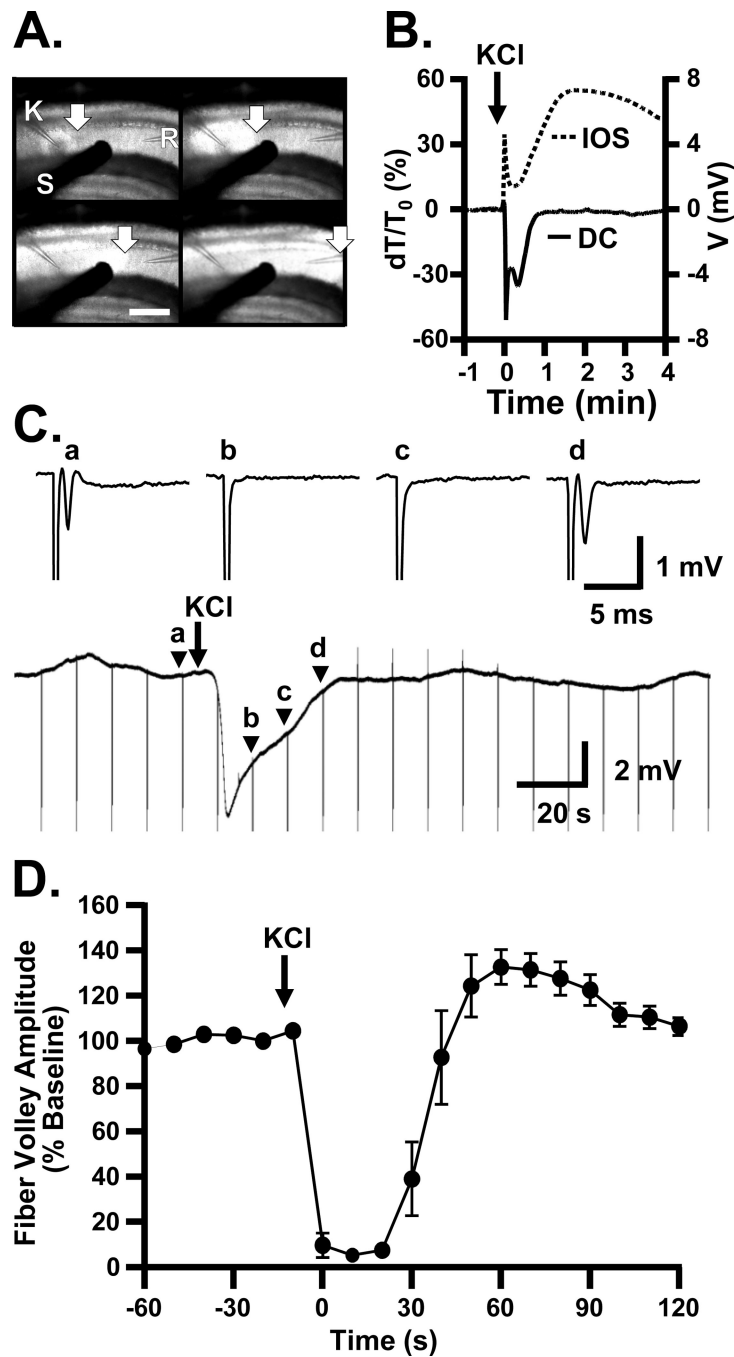 A.
K
R
S
B.
KCl
60
30
0
-30
-60
dT/T0 (%)
8
4
0
-4
-8
V (mV)
IOS
DC
-1 0 1 2 3 4
Time (min)
C.
a b c d
1 mV
5 ms
KCl
a
b
c
d
2 mV
20 s
D.
160
140
120
100
80
60
40
20
0
Fiber Volley Amplitude
(% Baseline)
KCl
-60 -30 0 30 60 90 120
Time (s)